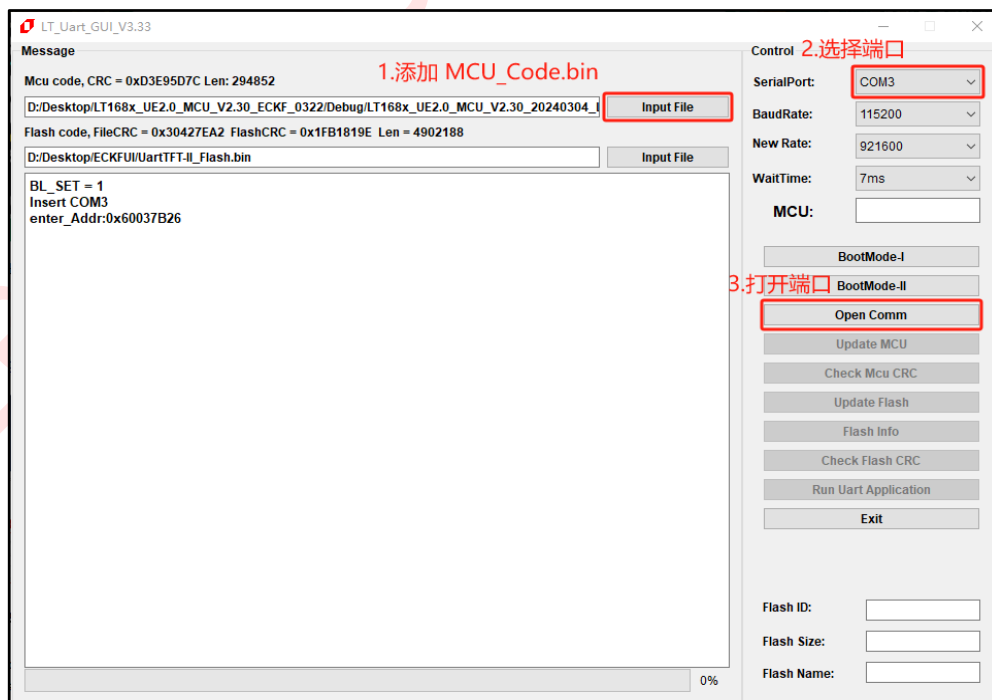 LT_Uart_GUI_V3.33
Message
Mcu code, CRC = 0xD3E95D7C Len: 294852
1.添加 MCU_Code.bin
D:/Desktop/LT168x_UE2.0_MCU_V2.30_ECKF_0322/Debug/LT168x_UE2.0_MCU_V2.30_20240304_
Input File
Flash code, FileCRC = 0x30427EA2 FlashCRC = 0x1FB1819E Len = 4902188
D:/Desktop/ECKFUI/UartTFT-II_Flash.bin
Input File
BL_SET = 1
Insert COM3
enter_Addr:0x60037B26
0%
Control
2.选择端口
SerialPort:
COM3
BaudRate:
115200
New Rate:
921600
WaitTime:
7ms
MCU:
BootMode-I
3.打开端口
BootMode-II
Open Comm
Update MCU
Check Mcu CRC
Update Flash
Flash Info
Check Flash CRC
Run Uart Application
Exit
Flash ID:
Flash Size:
Flash Name: